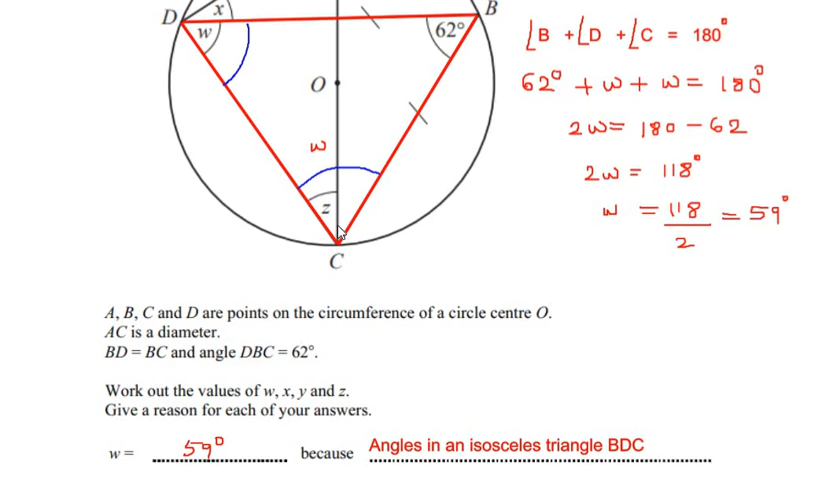 D x B
w 62°
O
ω
z
C
∠B + ∠D + ∠C = 180°
62° + ω + ω = 180°
2ω = 180 - 62
2ω = 118°
ω = 118/2 = 59°
A, B, C and D are points on the circumference of a circle centre O.
AC is a diameter.
BD = BC and angle DBC = 62°.
Work out the values of w, x, y and z.
Give a reason for each of your answers.
w = 59° because Angles in an isosceles triangle BDC